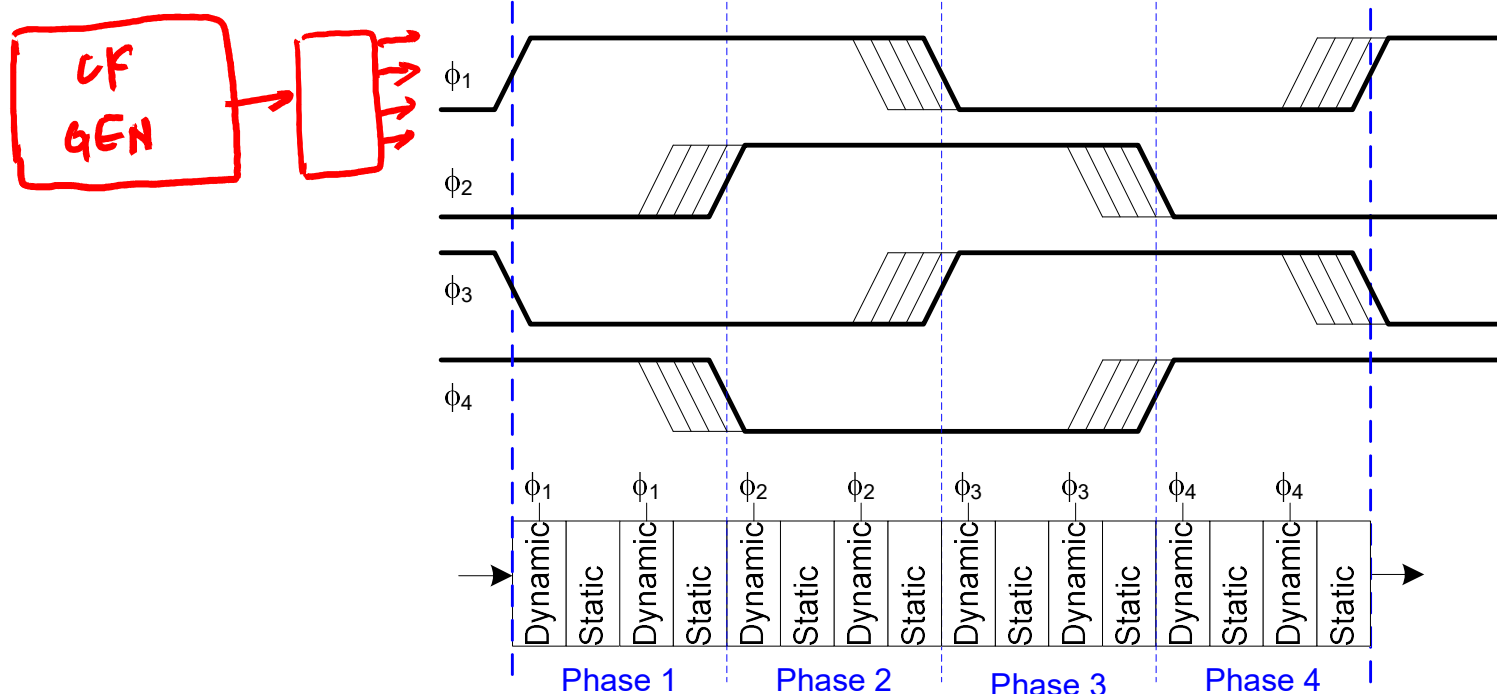 CF
GEN
ϕ1
ϕ2
ϕ3
ϕ4
ϕ1 ϕ1 ϕ2 ϕ2 ϕ3 ϕ3 ϕ4 ϕ4
Dynamic Static Dynamic Static Dynamic Static Dynamic Static Dynamic Static Dynamic Static Dynamic Static Dynamic Static
Phase 1 Phase 2 Phase 3 Phase 4